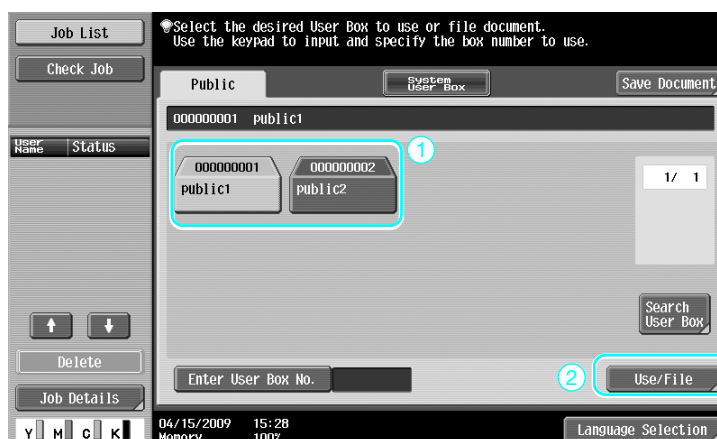 Job List
Check Job
User Name
Status
Delete
Job Details
Y M C K
Select the desired User Box to use or file document.
Use the keypad to input and specify the box number to use.
Public
System User Box
Save Document
000000001 public1
000000001
public1
000000002
public2
1
1/ 1
Search
User Box
Enter User Box No.
2
Use/File
04/15/2009 15:28
Memory 100%
Language Selection